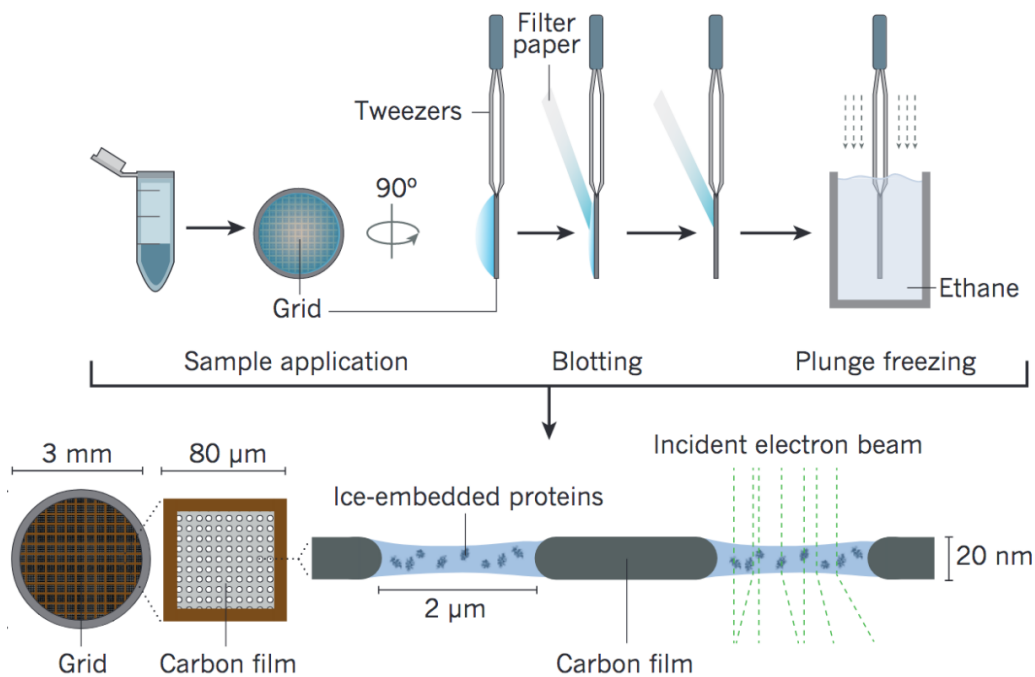 Filter
paper
Tweezers
90º
Grid
Ethane
Sample application
Blotting
Plunge freezing
3 mm
80 µm
Incident electron beam
Ice-embedded proteins
20 nm
2 µm
Grid
Carbon film
Carbon film